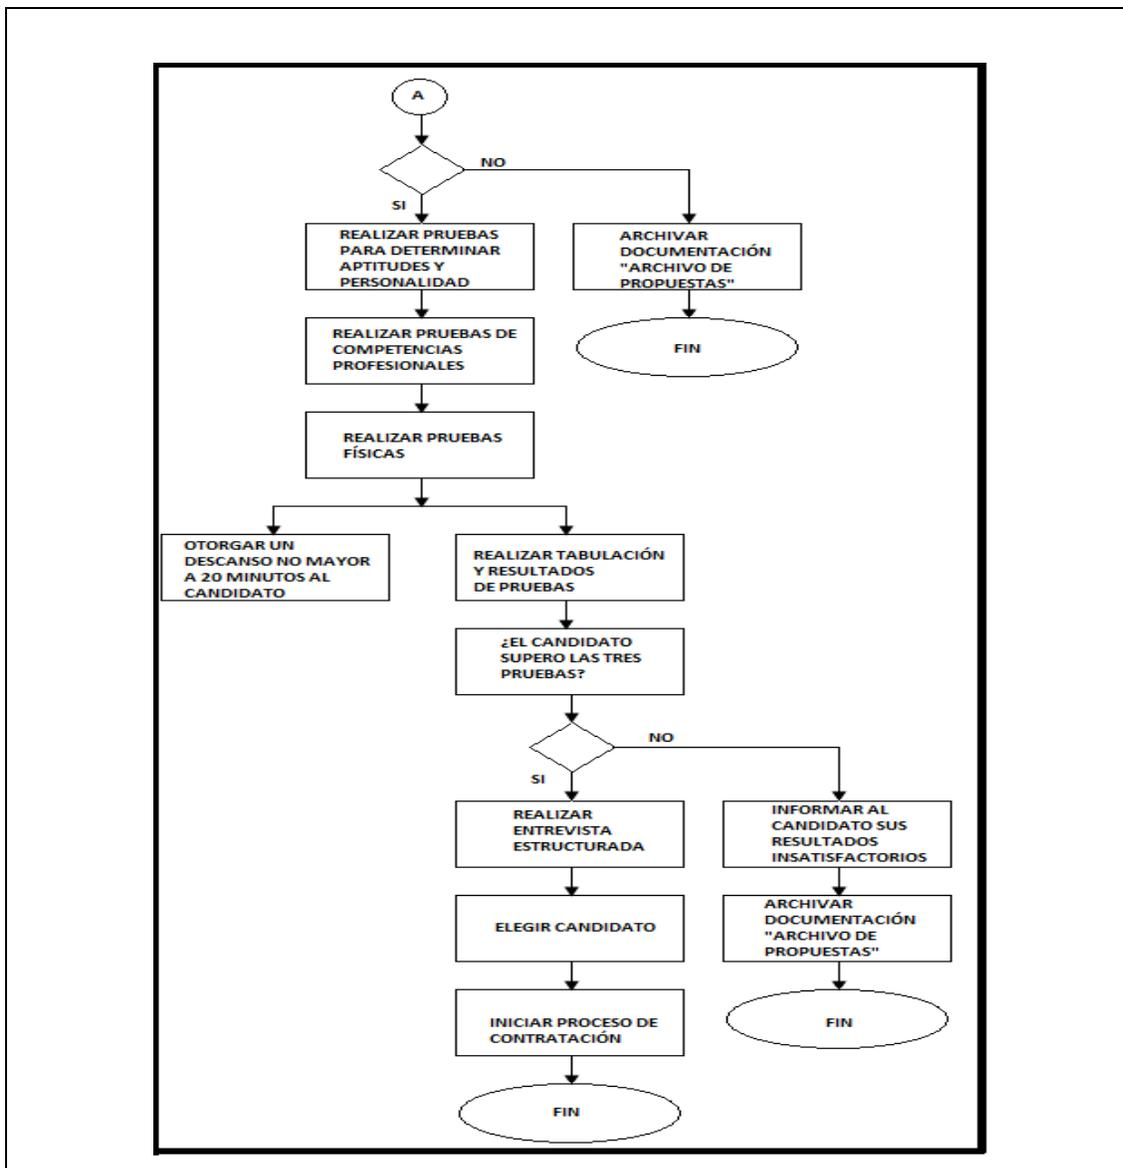 A
NO
SI
REALIZAR PRUEBAS
PARA DETERMINAR
APTITUDES Y
PERSONALIDAD
ARCHIVAR
DOCUMENTACIÓN
"ARCHIVO DE
PROPUESTAS"
REALIZAR PRUEBAS DE
COMPETENCIAS
PROFESIONALES
FIN
REALIZAR PRUEBAS
FÍSICAS
OTORGAR UN
DESCANSO NO MAYOR
A 20 MINUTOS AL
CANDIDATO
REALIZAR TABULACIÓN
Y RESULTADOS
DE PRUEBAS
¿EL CANDIDATO
SUPERO LAS TRES
PRUEBAS?
NO
SI
REALIZAR
ENTREVISTA
ESTRUCTURADA
INFORMAR AL
CANDIDATO SUS
RESULTADOS
INSATISFACTORIOS
ELEGIR CANDIDATO
ARCHIVAR
DOCUMENTACIÓN
"ARCHIVO DE
PROPUESTAS"
INICIAR PROCESO DE
CONTRATACIÓN
FIN
FIN